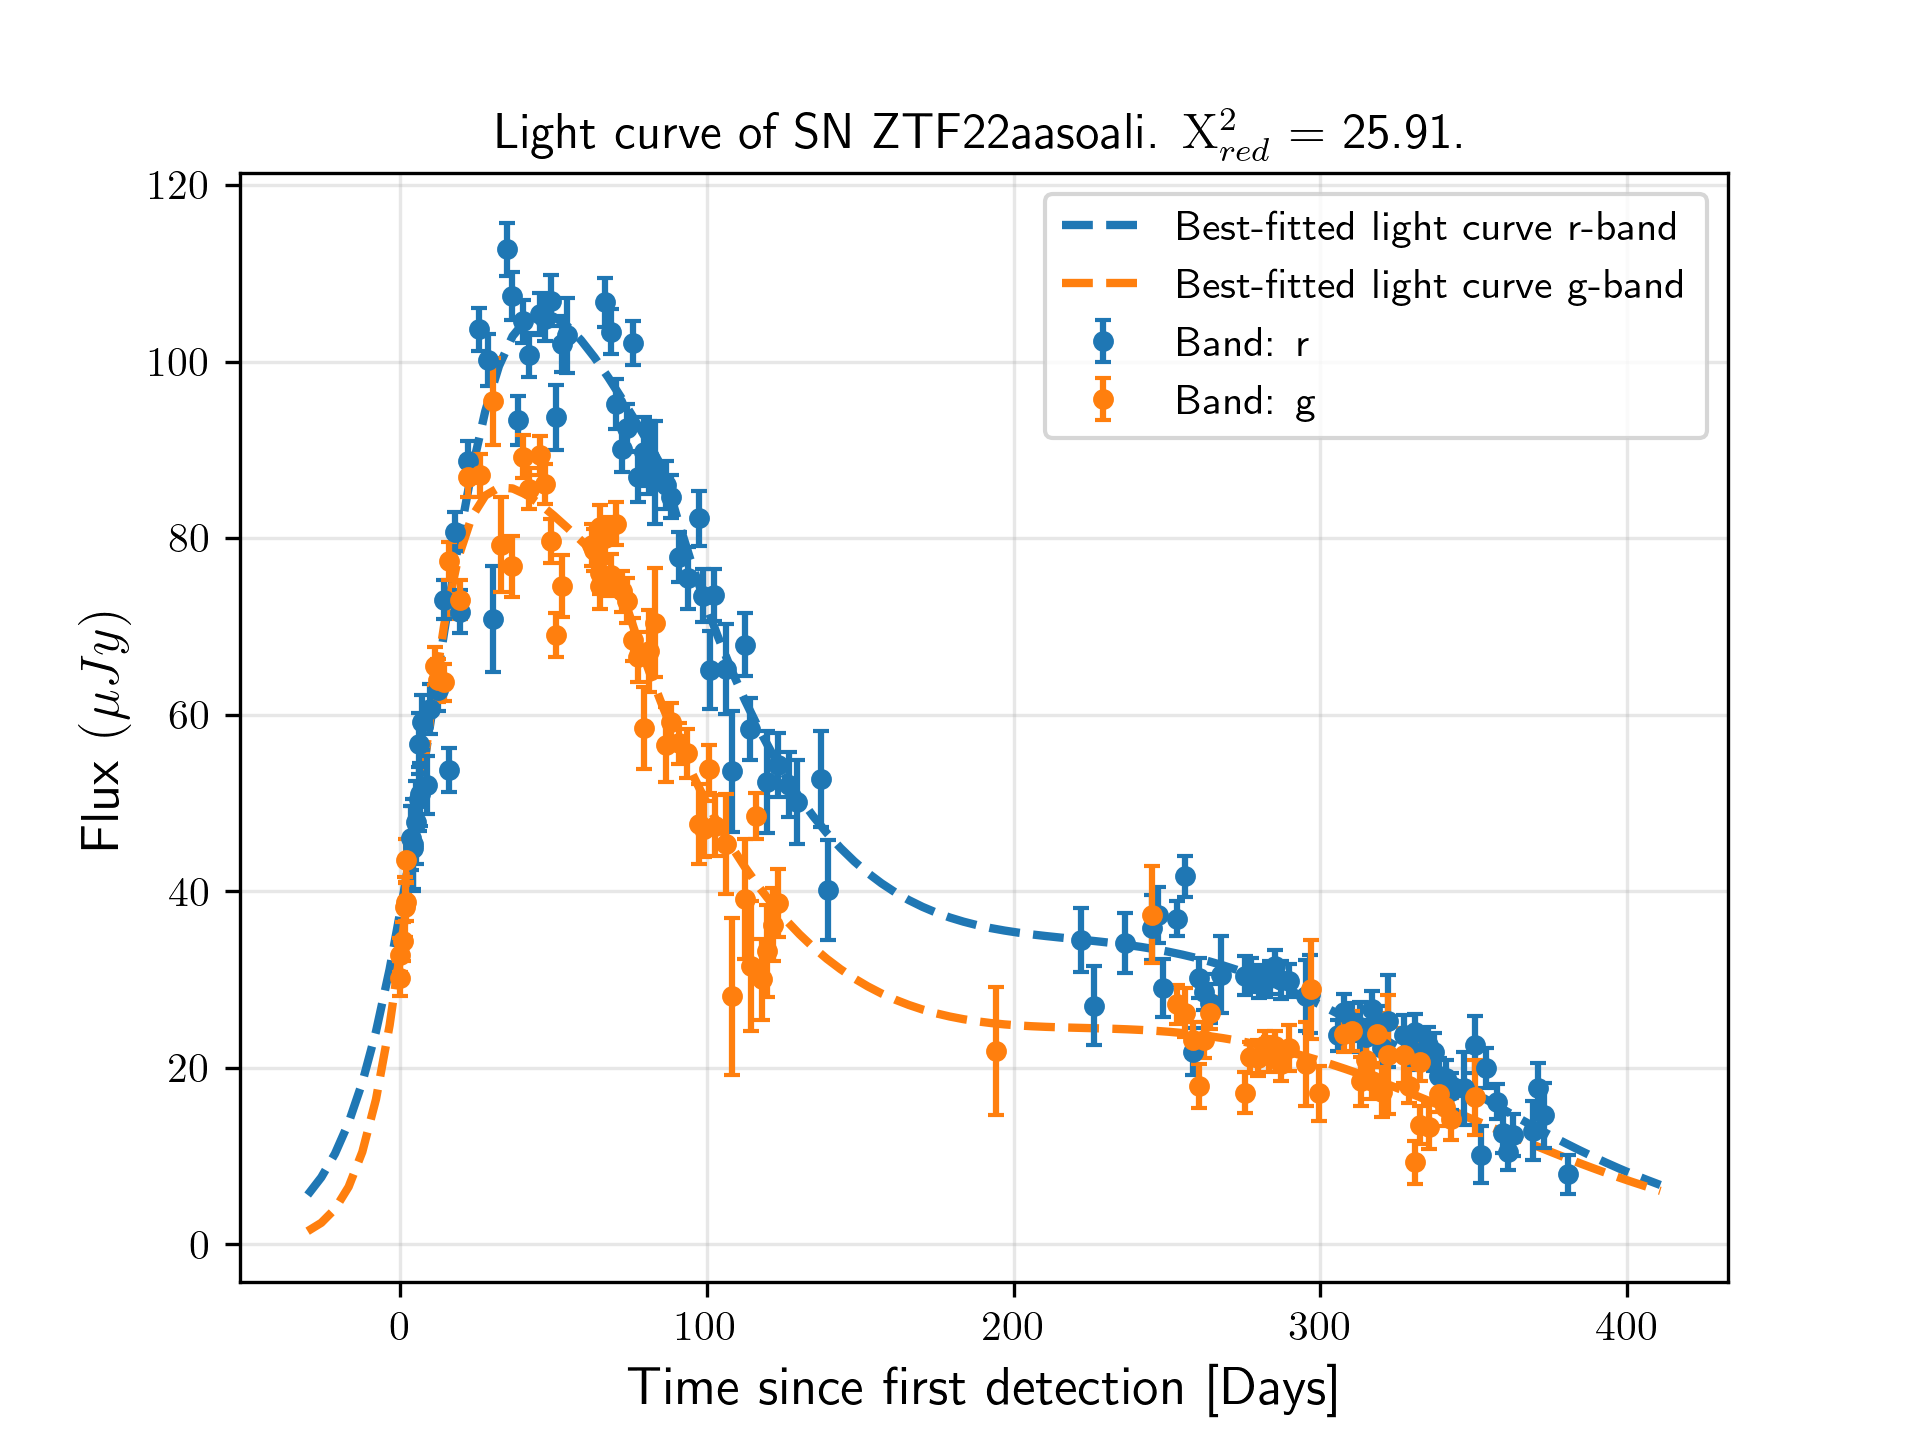 Light curve of SN ZTF22aasoali. X²_red = 25.91.
120
100
80
60
40
20
0
Flux (μJy)
Best-fitted light curve r-band
Best-fitted light curve g-band
Band: r
Band: g
0 100 200 300 400
Time since first detection [Days]